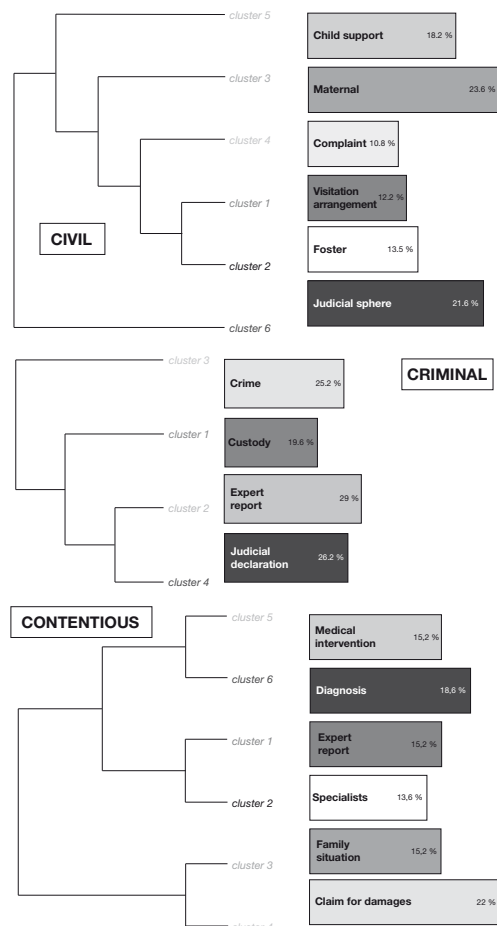 cluster 5
Child support 18.2 %
cluster 3
Maternal 23.6 %
cluster 4
Complaint 10.8 %
cluster 1
Visitation
arrangement 12.2 %
CIVIL
cluster 2
Foster 13.5 %
Judicial sphere 21.6 %
cluster 6
cluster 3
CRIMINAL
Crime 25.2 %
cluster 1
Custody 19.6 %
cluster 2
Expert
report 29 %
Judicial
declaration 26.2 %
cluster 4
CONTENTIOUS
cluster 5
Medical
intervention 15,2 %
cluster 6
Diagnosis 18,6 %
cluster 1
Expert
report 15,2 %
cluster 2
Specialists 13,6 %
Family
situation 15,2 %
cluster 3
Claim for damages 22 %